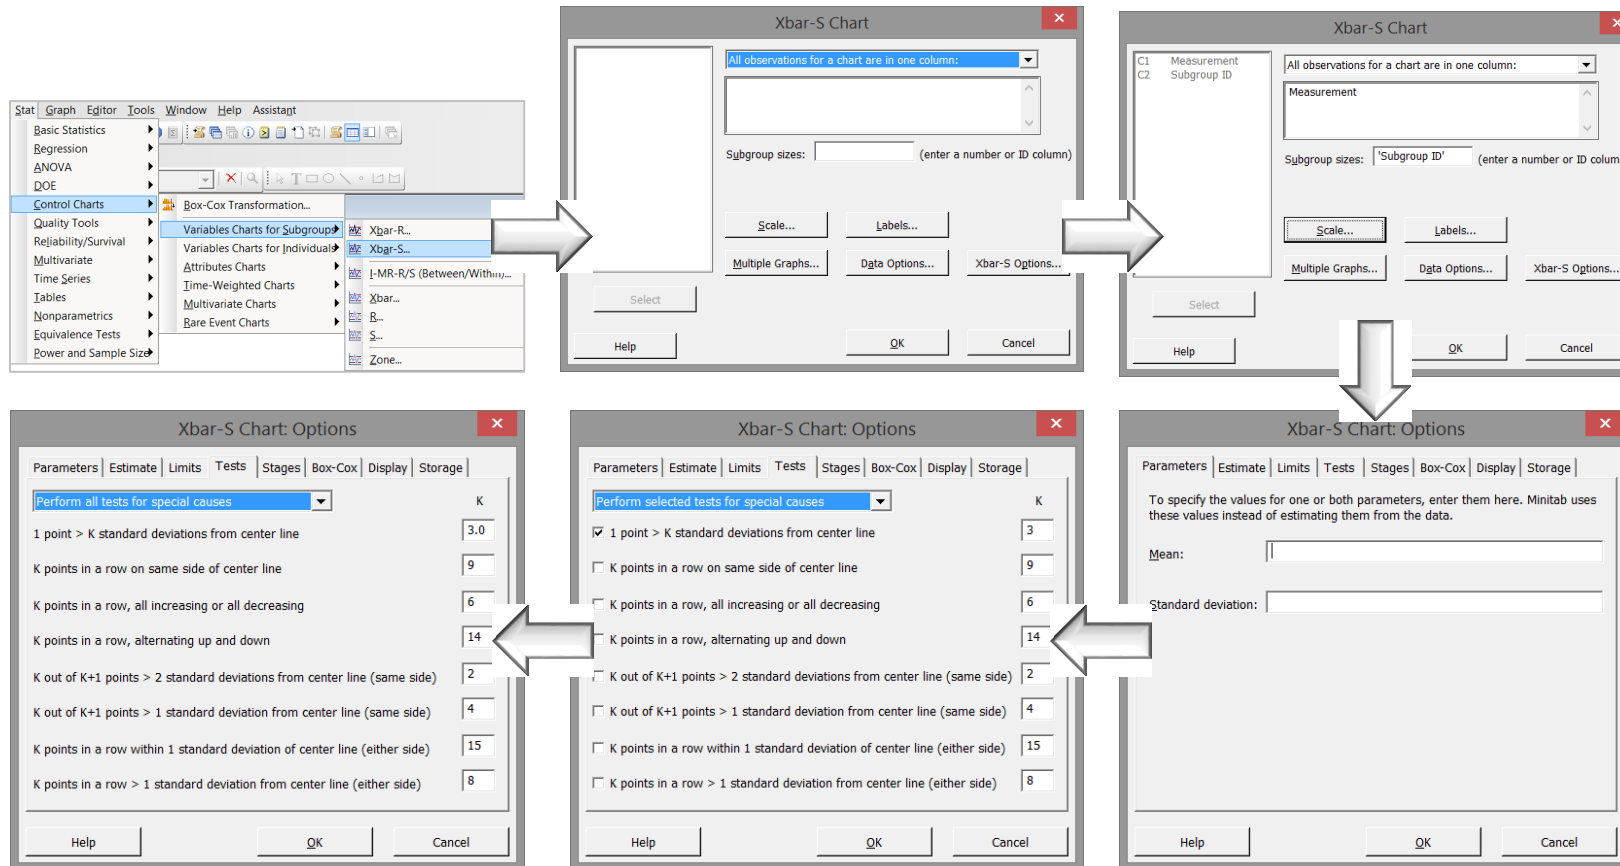 Stat Graph Editor Tools Window Help Assistant
Basic Statistics
Regression
ANOVA
DOE
Control Charts
Quality Tools
Reliability/Survival
Multivariate
Time Series
Tables
Nonparametrics
Equivalence Tests
Power and Sample Size
Box-Cox Transformation...
Variables Charts for Subgroups
Variables Charts for Individuals
Attributes Charts
Time-Weighted Charts
Multivariate Charts
Rare Event Charts
Xbar-R...
Xbar-S...
I-MR-R/S (Between/Within)...
Xbar...
R...
S...
Zone...
Xbar-S Chart
All observations for a chart are in one column:
Subgroup sizes: (enter a number or ID column)
Scale... Labels...
Multiple Graphs... Data Options... Xbar-S Options...
Select
Help OK Cancel
Xbar-S Chart
C1 Measurement
C2 Subgroup ID
All observations for a chart are in one column:
Measurement
Subgroup sizes: 'Subgroup ID' (enter a number or ID colum
Scale... Labels...
Multiple Graphs... Data Options... Xbar-S Options...
Select
Help OK Cancel
Xbar-S Chart: Options
Parameters Estimate Limits Tests Stages Box-Cox Display Storage
Perform all tests for special causes K
1 point > K standard deviations from center line 3.0
K points in a row on same side of center line 9
K points in a row, all increasing or all decreasing 6
K points in a row, alternating up and down 14
K out of K+1 points > 2 standard deviations from center line (same side) 2
K out of K+1 points > 1 standard deviation from center line (same side) 4
K points in a row within 1 standard deviation of center line (either side) 15
K points in a row > 1 standard deviation from center line (either side) 8
Help OK Cancel
Xbar-S Chart: Options
Parameters Estimate Limits Tests Stages Box-Cox Display Storage
Perform selected tests for special causes K
1 point > K standard deviations from center line 3
K points in a row on same side of center line 9
K points in a row, all increasing or all decreasing 6
K points in a row, alternating up and down 14
K out of K+1 points > 2 standard deviations from center line (same side) 2
K out of K+1 points > 1 standard deviation from center line (same side) 4
K points in a row within 1 standard deviation of center line (either side) 15
K points in a row > 1 standard deviation from center line (either side) 8
Help OK Cancel
Xbar-S Chart: Options
Parameters Estimate Limits Tests Stages Box-Cox Display Storage
To specify the values for one or both parameters, enter them here. Minitab uses
these values instead of estimating them from the data.
Mean:
Standard deviation:
Help OK Cancel